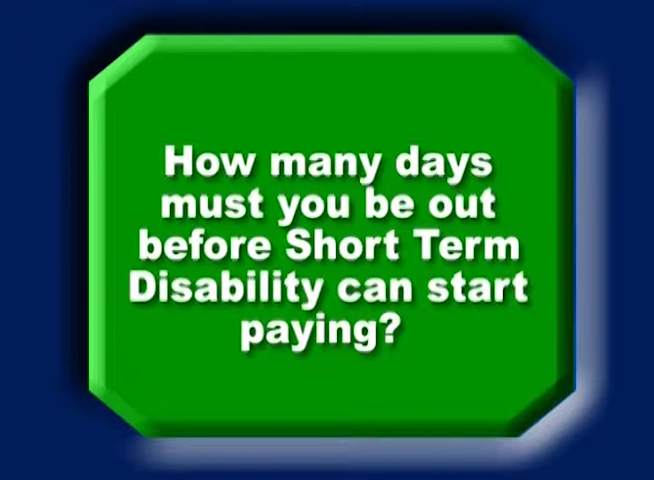 How many days
must you be out
before Short Term
Disability can start
paying?